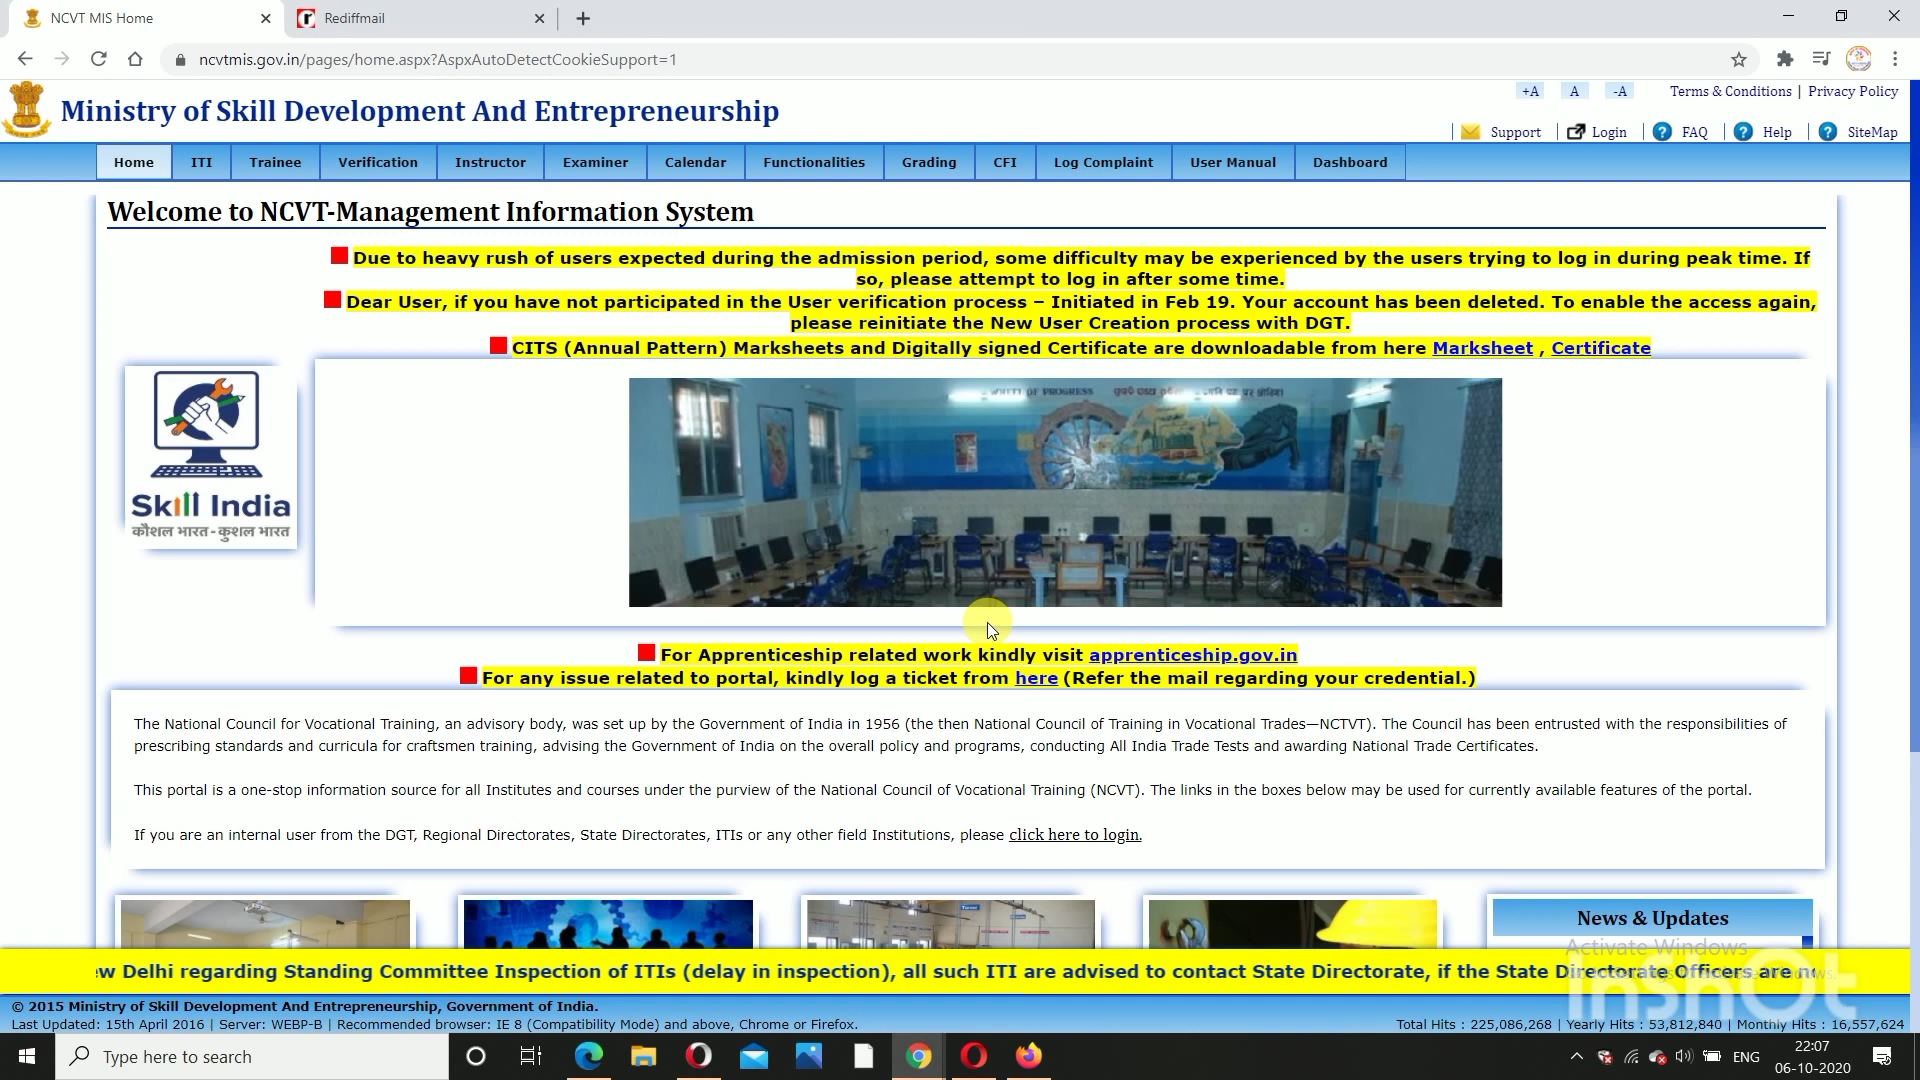 NCVT MIS Home
Rediffmail
ncvtmis.gov.in/pages/home.aspx?AspxAutoDetectCookieSupport=1
+A A -A Terms & Conditions | Privacy Policy
Ministry of Skill Development And Entrepreneurship
Support Login FAQ Help SiteMap
Home ITI Trainee Verification Instructor Examiner Calendar Functionalities Grading CFI Log Complaint User Manual Dashboard
Welcome to NCVT-Management Information System
Due to heavy rush of users expected during the admission period, some difficulty may be experienced by the users trying to log in during peak time. If
so, please attempt to log in after some time.
Dear User, if you have not participated in the User verification process – Initiated in Feb 19. Your account has been deleted. To enable the access again,
please reinitiate the New User Creation process with DGT.
CITS (Annual Pattern) Marksheets and Digitally signed Certificate are downloadable from here Marksheet , Certificate
OF PROGRESS
Skill India
कौशल भारत-कुशल भारत
For Apprenticeship related work kindly visit apprenticeship.gov.in
For any issue related to portal, kindly log a ticket from here (Refer the mail regarding your credential.)
The National Council for Vocational Training, an advisory body, was set up by the Government of India in 1956 (the then National Council of Training in Vocational Trades—NCTVT). The Council has been entrusted with the responsibilities of
prescribing standards and curricula for craftsmen training, advising the Government of India on the overall policy and programs, conducting All India Trade Tests and awarding National Trade Certificates.
This portal is a one-stop information source for all Institutes and courses under the purview of the National Council of Vocational Training (NCVT). The links in the boxes below may be used for currently available features of the portal.
If you are an internal user from the DGT, Regional Directorates, State Directorates, ITIs or any other field Institutions, please click here to login.
News & Updates
Activate Windows
w Delhi regarding Standing Committee Inspection of ITIs (delay in inspection), all such ITI are advised to contact State Directorate, if the State Directorate Officers are n
InShOt
© 2015 Ministry of Skill Development And Entrepreneurship, Government of India.
Last Updated: 15th April 2016 | Server: WEBP-B | Recommended browser: IE 8 (Compatibility Mode) and above, Chrome or Firefox.
Total Hits : 225,086,268 | Yearly Hits : 53,812,840 | Monthly Hits : 16,557,624
Type here to search
ENG
22:07
06-10-2020